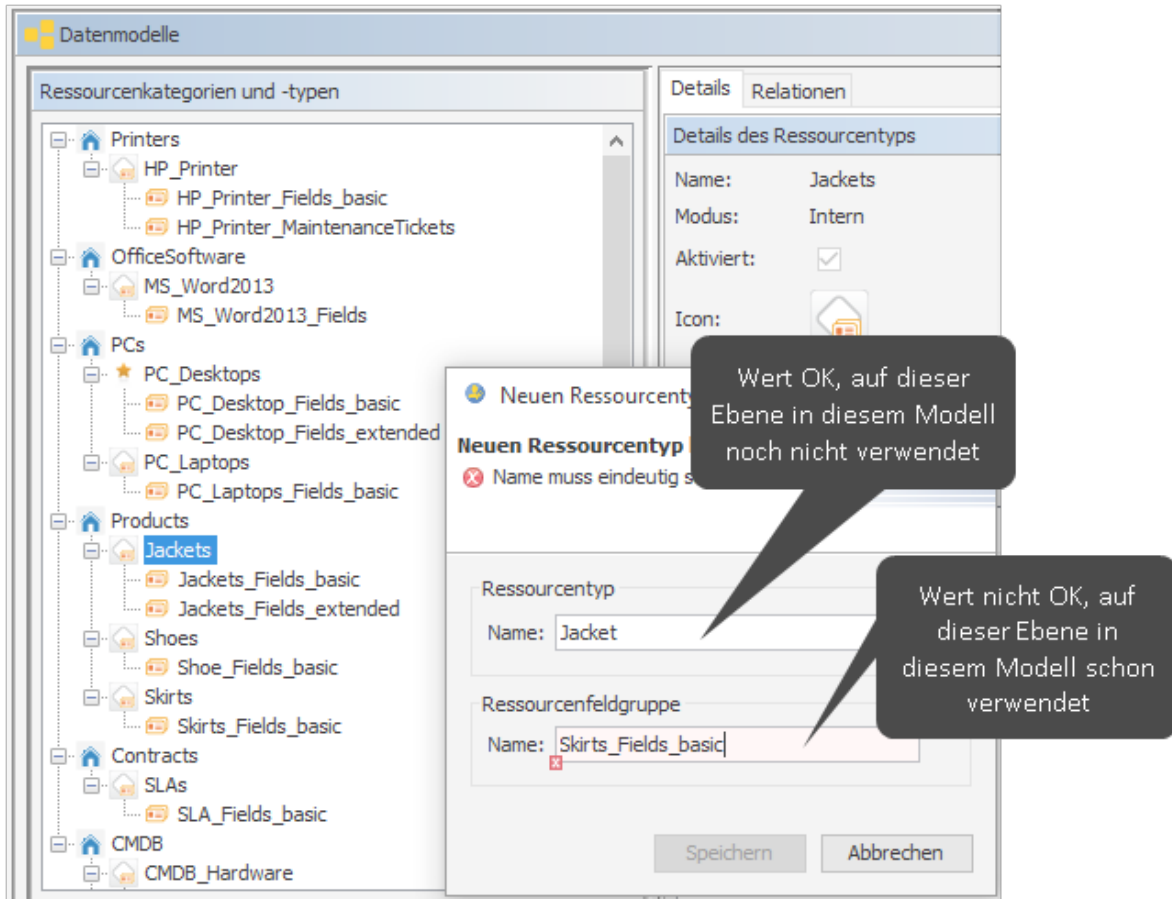 Datenmodelle
Ressourcenkategorien und -typen
Printers
HP_Printer
HP_Printer_Fields_basic
HP_Printer_MaintenanceTickets
OfficeSoftware
MS_Word2013
MS_Word2013_Fields
PCs
PC_Desktops
PC_Desktop_Fields_basic
PC_Desktop_Fields_extended
PC_Laptops
PC_Laptops_Fields_basic
Products
Jackets
Jackets_Fields_basic
Jackets_Fields_extended
Shoes
Shoe_Fields_basic
Skirts
Skirts_Fields_basic
Contracts
SLAs
SLA_Fields_basic
CMDB
CMDB_Hardware
Details Relationen
Details des Ressourcentyps
Name: Jackets
Modus: Intern
Aktiviert:
Icon:
Neuen Ressourcenty
Neuen Ressourcentyp
Name muss eindeutig s
Ressourcentyp
Name: Jacket
Ressourcenfeldgruppe
Name: Skirts_Fields_basic
Speichern Abbrechen
Wert OK, auf dieser
Ebene in diesem Modell
noch nicht verwendet
Wert nicht OK, auf
dieser Ebene in
diesem Modell schon
verwendet